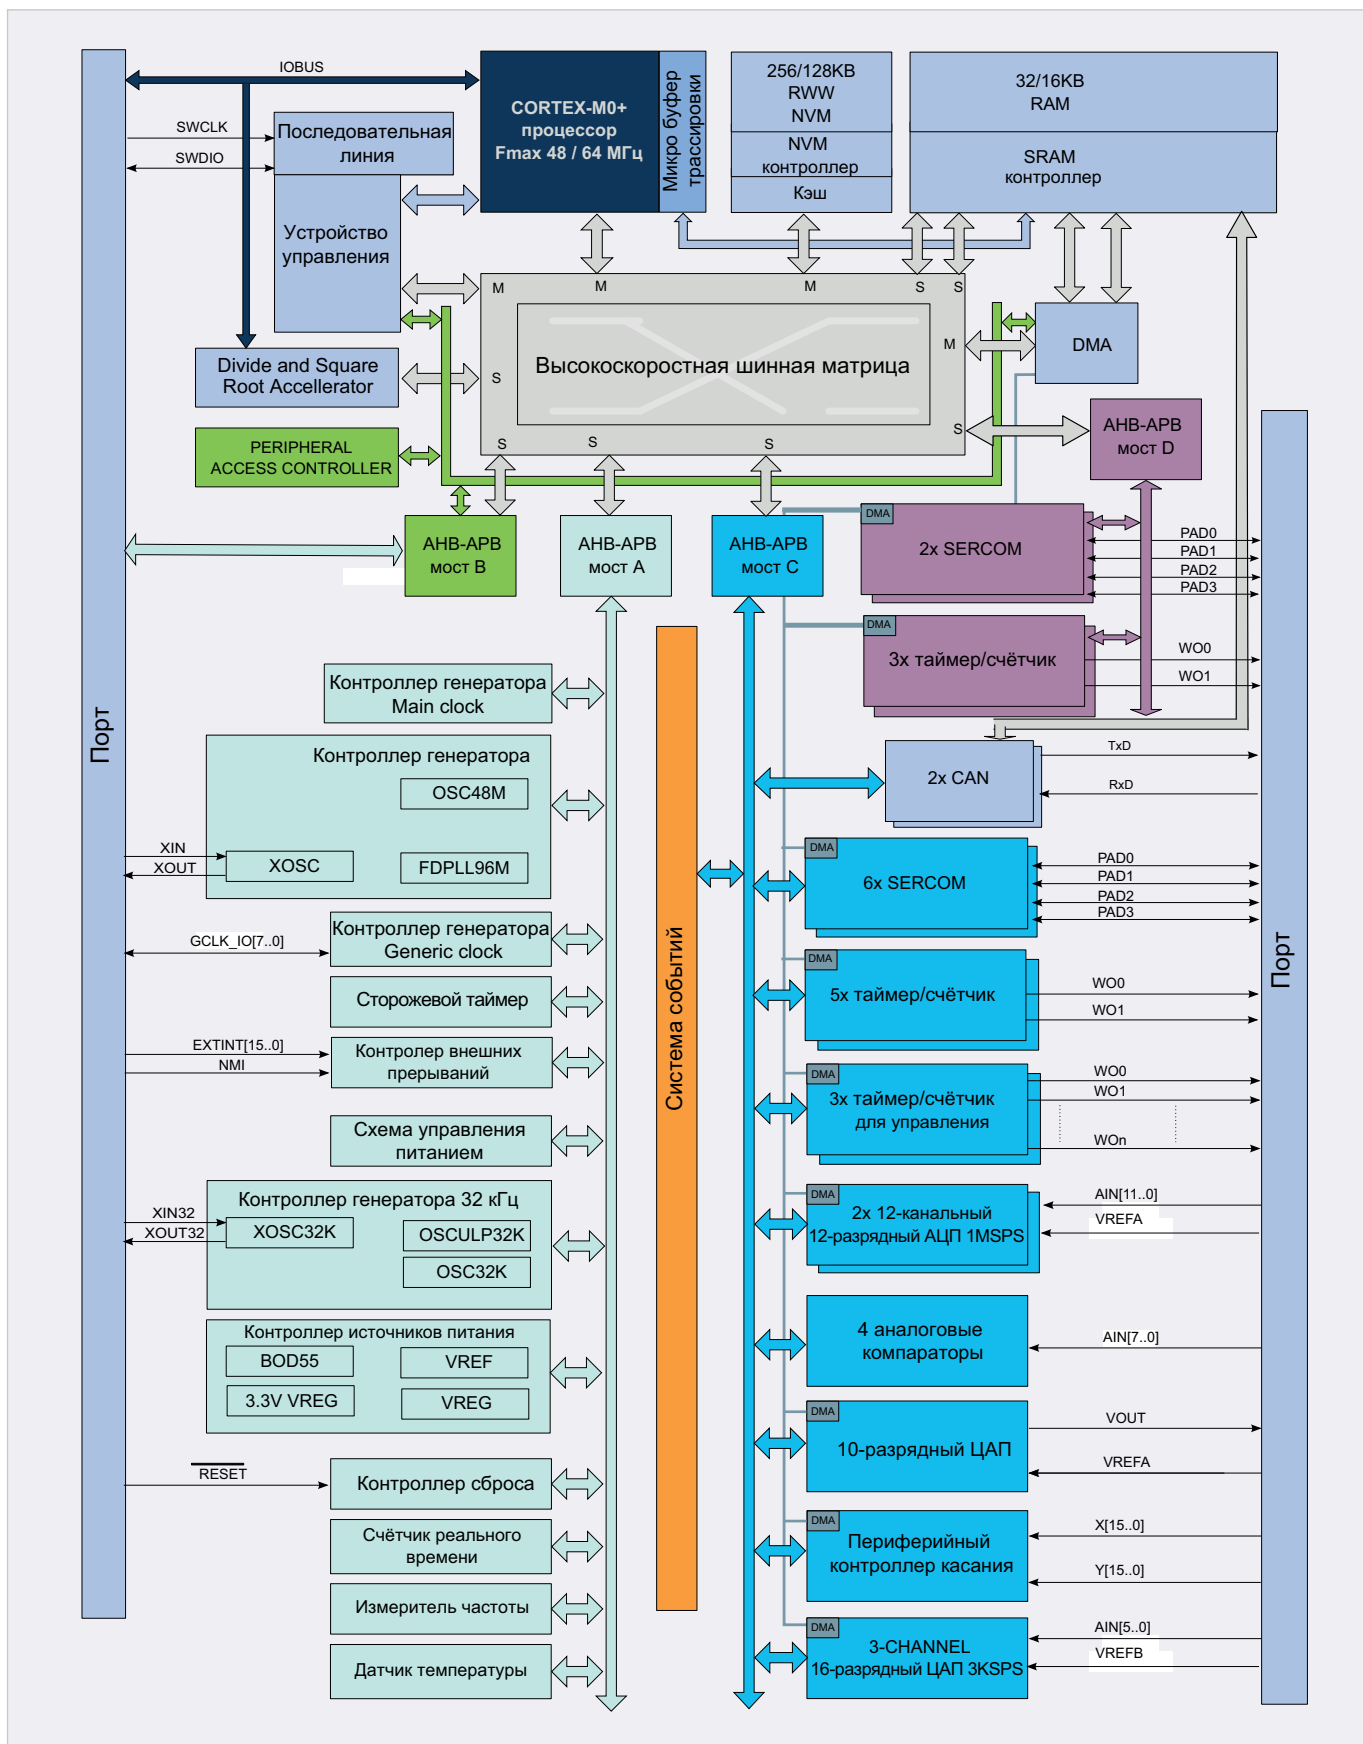 IOBUS
SWCLK
SWDIO
Последовательная
линия
Устройство
управления
CORTEX-M0+
процессор
Fmax 48 / 64 МГц
Микро буфер
трассировки
256/128KB
RWW
NVM
NVM
контроллер
Кэш
32/16KB
RAM
SRAM
контроллер
M
M
M
S
S
Высокоскоростная шинная матрица
M
S
S
S
S
S
DMA
Divide and Square
Root Accellerator
PERIPHERAL
ACCESS CONTROLLER
AHB-APB
мост D
AHB-APB
мост B
AHB-APB
мост A
AHB-APB
мост C
DMA
2x SERCOM
PAD0
PAD1
PAD2
PAD3
DMA
3x таймер/счётчик
WO0
WO1
2x CAN
TxD
RxD
DMA
6x SERCOM
PAD0
PAD1
PAD2
PAD3
DMA
5x таймер/счётчик
WO0
WO1
DMA
3x таймер/счётчик
для управления
WO0
WO1
WOn
DMA
2x 12-канальный
12-разрядный АЦП 1MSPS
AIN[11..0]
VREFA
4 аналоговые
компараторы
AIN[7..0]
DMA
10-разрядный ЦАП
VOUT
VREFA
DMA
Периферийный
контроллер касания
X[15..0]
Y[15..0]
DMA
3-CHANNEL
16-разрядный ЦАП 3KSPS
AIN[5..0]
VREFB
Порт
Порт
Система событий
Контроллер генератора
Main clock
Контроллер генератора
OSC48M
XOSC
FDPLL96M
XIN
XOUT
GCLK_IO[7..0]
Контроллер генератора
Generic clock
Сторожевой таймер
EXTINT[15..0]
NMI
Контролер внешних
прерываний
Схема управления
питанием
Контроллер генератора 32 кГц
XIN32
XOUT32
XOSC32K
OSCULP32K
OSC32K
Контроллер источников питания
BOD55
VREF
3.3V VREG
VREG
RESET
Контроллер сброса
Счётчик реального
времени
Измеритель частоты
Датчик температуры